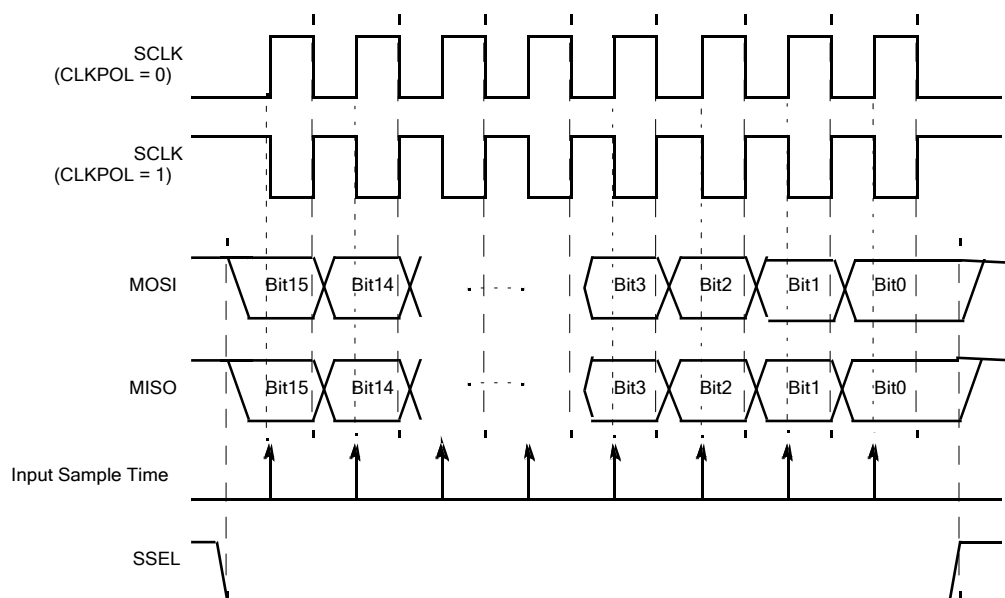 SCLK
(CLKPOL = 0)
SCLK
(CLKPOL = 1)
MOSI
Bit15 Bit14 Bit3 Bit2 Bit1 Bit0
MISO
Bit15 Bit14 Bit3 Bit2 Bit1 Bit0
Input Sample Time
SSEL